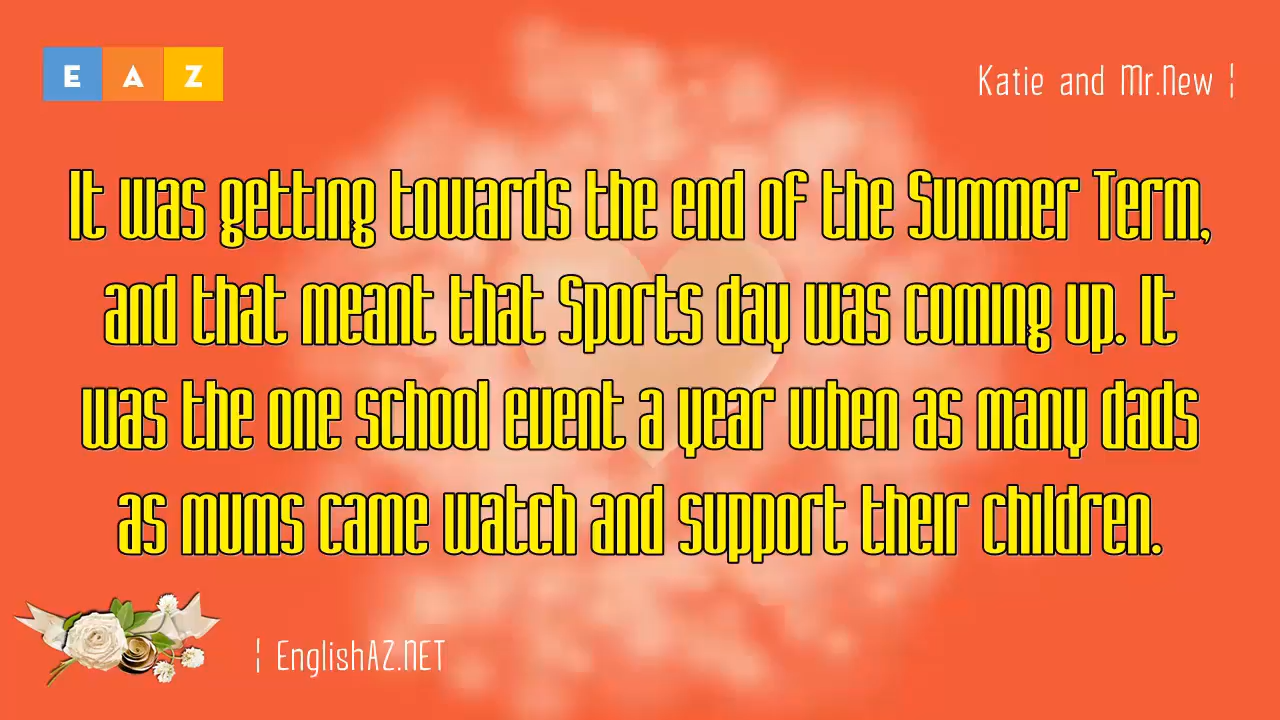 E A Z
Katie and Mr.New ¦
It was getting towards the end of the Summer Term,
and that meant that Sports day was coming up. It
was the one school event a year when as many dads
as mums came watch and support their children.
¦ EnglishAZ.NET